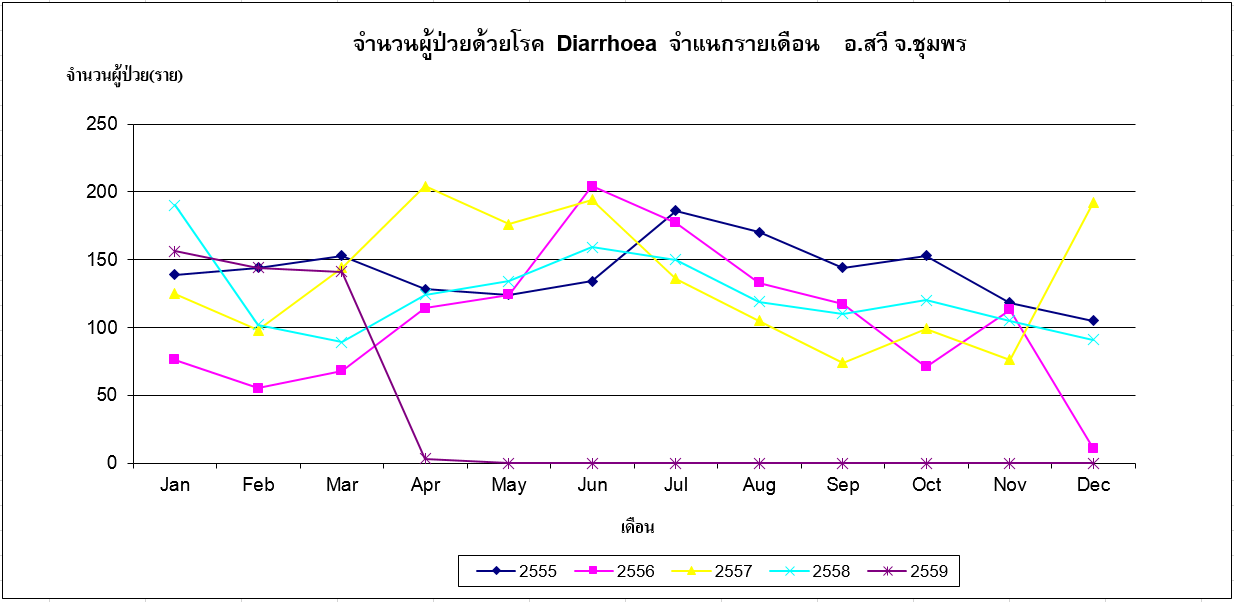 จำนวนผู้ป่วยด้วยโรค Diarrhoea จำแนกรายเดือน อ.สวี จ.ชุมพร
จำนวนผู้ป่วย(ราย)
250
200
150
100
50
0
Jan Feb Mar Apr May Jun Jul Aug Sep Oct Nov Dec
เดือน
2555 2556 2557 2558 2559